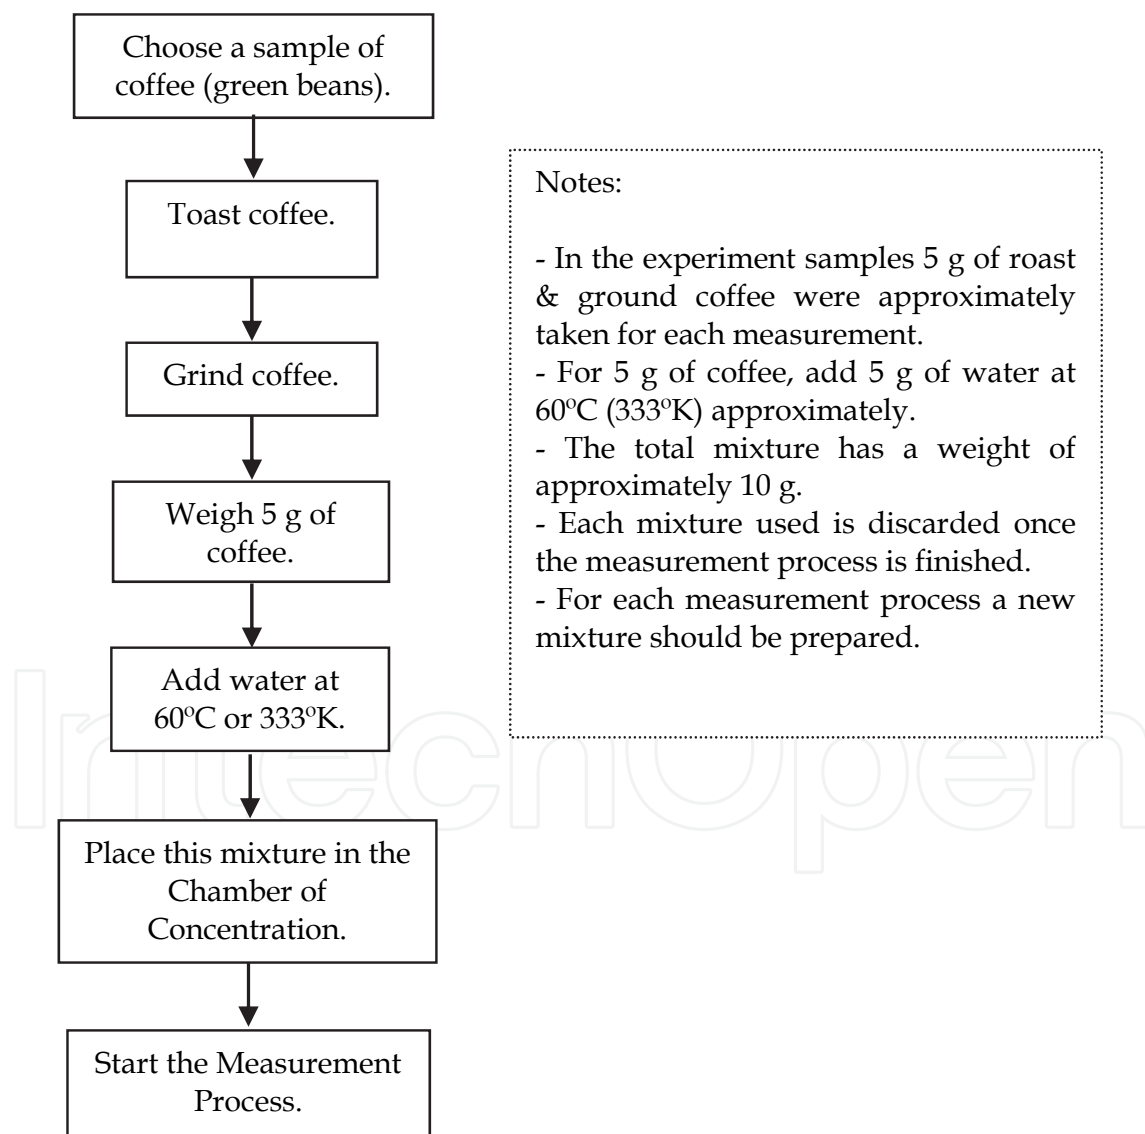 Choose a sample of
coffee (green beans).
Toast coffee.
Grind coffee.
Weigh 5 g of
coffee.
Add water at
60ºC or 333ºK.
Place this mixture in the
Chamber of
Concentration.
Start the Measurement
Process.
Notes:
- In the experiment samples 5 g of roast
& ground coffee were approximately
taken for each measurement.
- For 5 g of coffee, add 5 g of water at
60ºC (333ºK) approximately.
- The total mixture has a weight of
approximately 10 g.
- Each mixture used is discarded once
the measurement process is finished.
- For each measurement process a new
mixture should be prepared.
IntechOpen